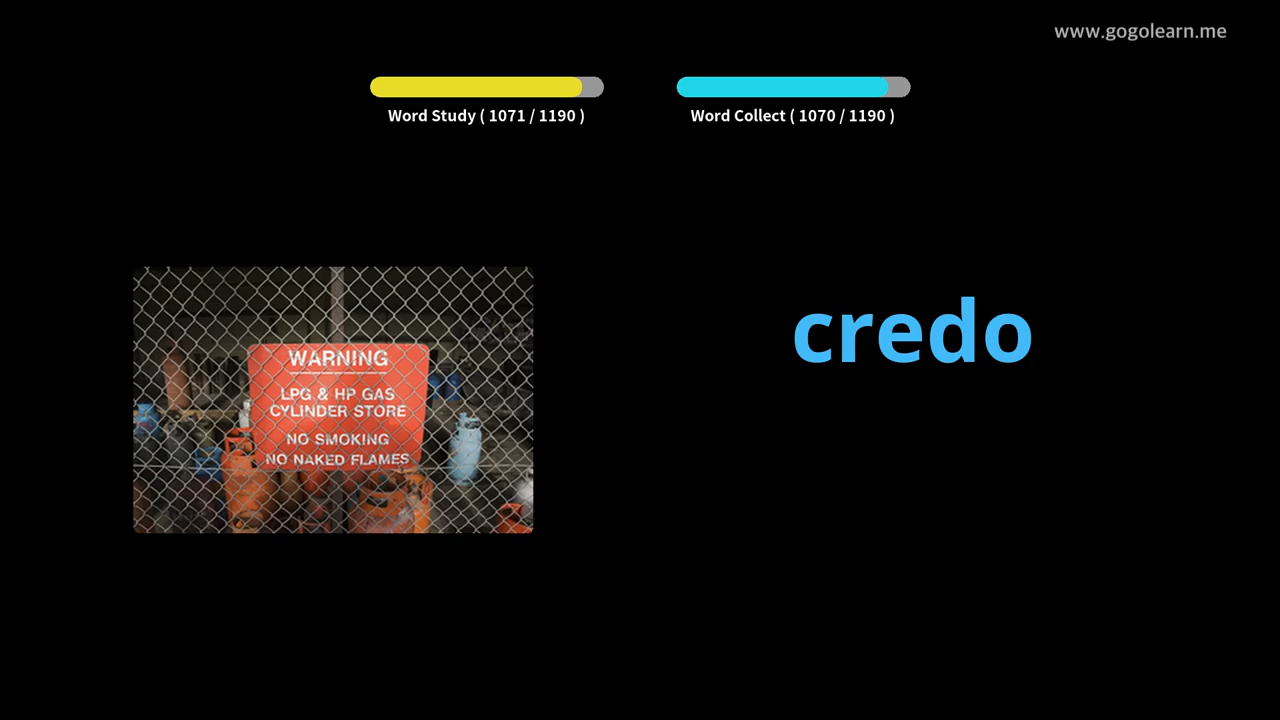 www.gogolearn.me
Word Study ( 1071 / 1190 )
Word Collect ( 1070 / 1190 )
WARNING
LPG & HP GAS
CYLINDER STORE
NO SMOKING
NO NAKED FLAMES
credo